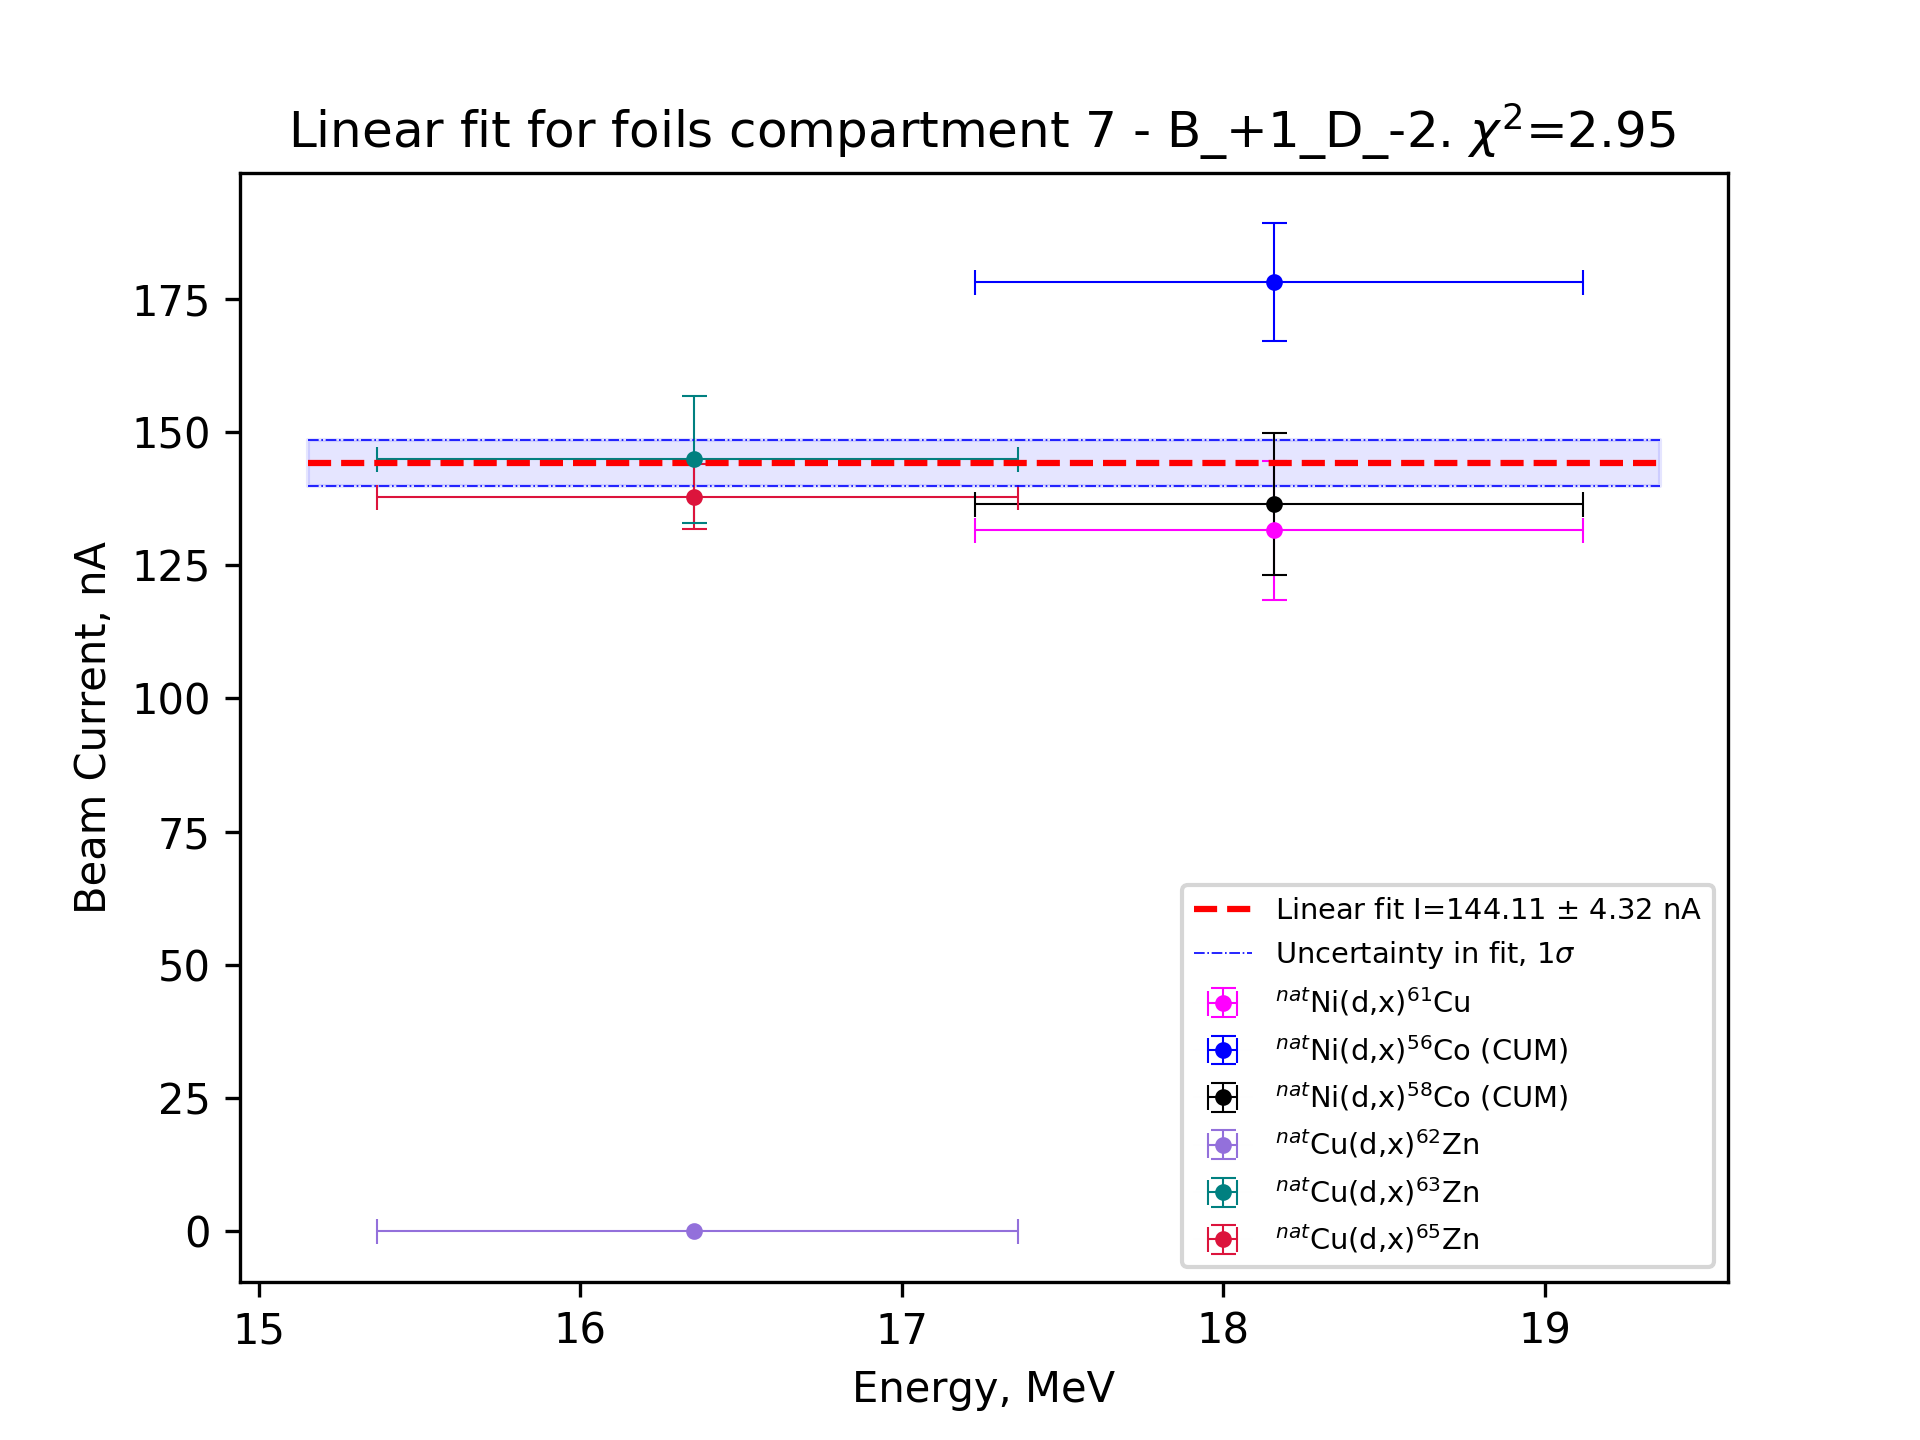 Linear fit for foils compartment 7 - B_+1_D_-2. χ²=2.95
175
150
125
100
75
50
25
0
Beam Current, nA
Linear fit I=144.11 ± 4.32 nA
Uncertainty in fit, 1σ
ⁿᵃᵗNi(d,x)⁶¹Cu
ⁿᵃᵗNi(d,x)⁵⁶Co (CUM)
ⁿᵃᵗNi(d,x)⁵⁸Co (CUM)
ⁿᵃᵗCu(d,x)⁶²Zn
ⁿᵃᵗCu(d,x)⁶³Zn
ⁿᵃᵗCu(d,x)⁶⁵Zn
15 16 17 18 19
Energy, MeV